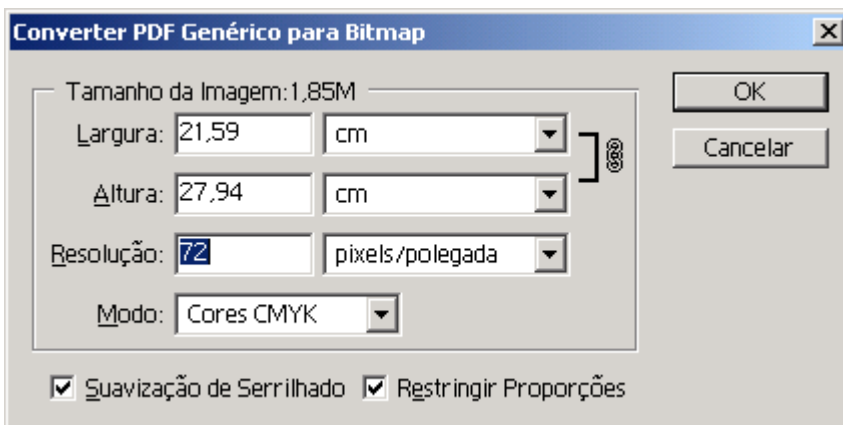 Converter PDF Genérico para Bitmap
Tamanho da Imagem:1,85M
OK
Largura: 21,59 cm
Cancelar
Altura: 27,94 cm
Resolução: 72 pixels/polegada
Modo: Cores CMYK
Suavização de Serrilhado Restringir Proporções